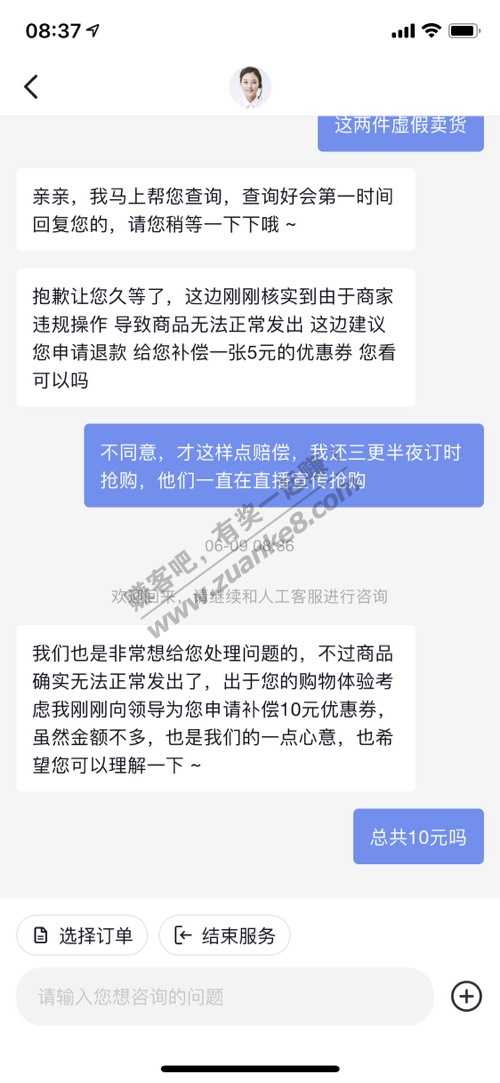 08:37
这两件虚假卖货
亲亲，我马上帮您查询，查询好会第一时间
回复您的，请您稍等一下下哦 ~
抱歉让您久等了，这边刚刚核实到由于商家
违规操作 导致商品无法正常发出 这边建议
您申请退款 给您补偿一张5元的优惠券 您看
可以吗
不同意，才这样点赔偿，我还三更半夜订时
抢购，他们一直在直播宣传抢购
06-09 08:36
欢迎回来，请继续和人工客服进行咨询
赚客吧，有奖一起赚！
www.zuanke8.com
我们也是非常想给您处理问题的，不过商品
确实无法正常发出了，出于您的购物体验考
虑我刚刚向领导为您申请补偿10元优惠券，
虽然金额不多，也是我们的一点心意，也希
望您可以理解一下 ~
总共10元吗
选择订单
结束服务
请输入您想咨询的问题